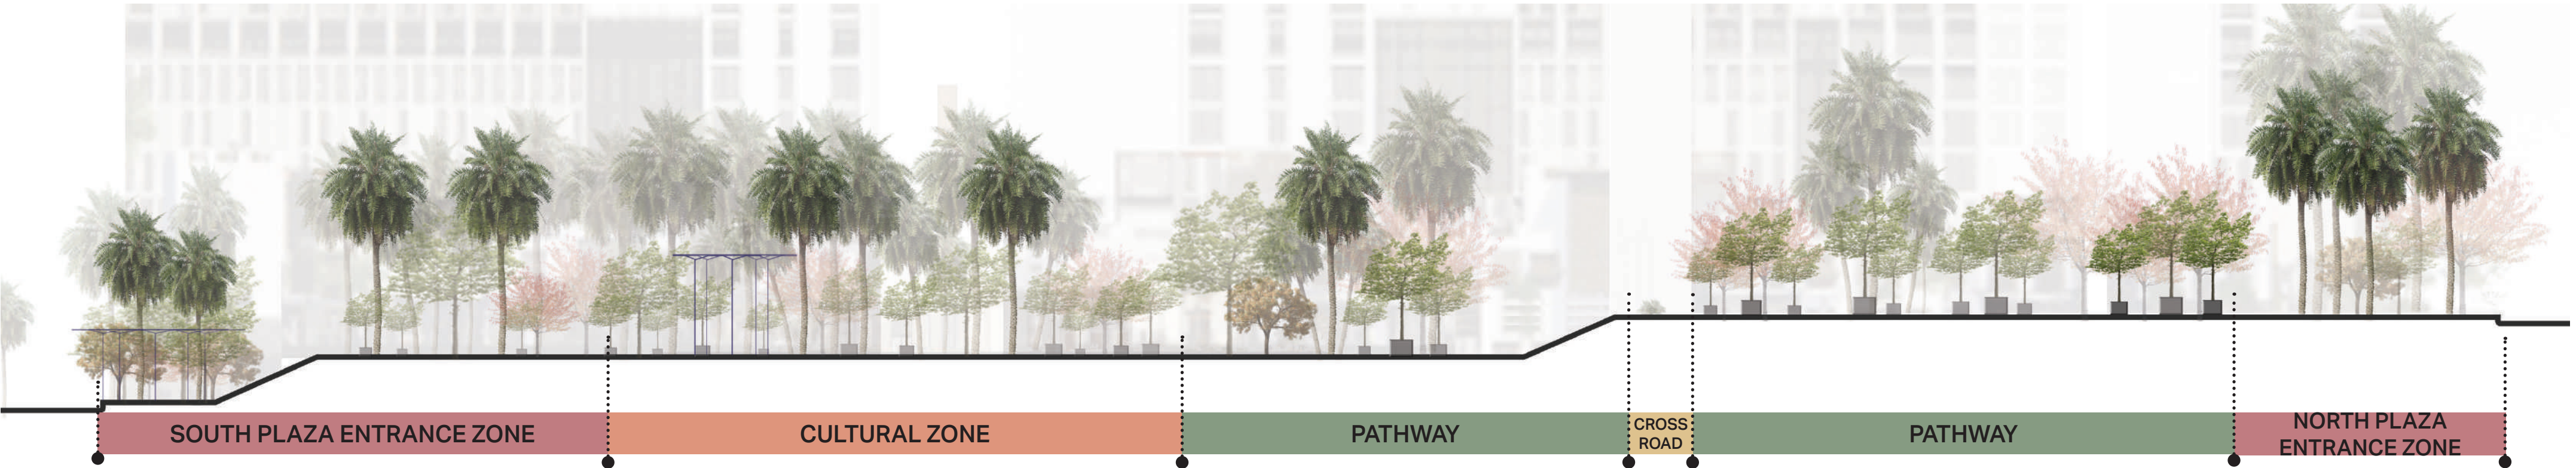 SOUTH PLAZA ENTRANCE ZONE
CULTURAL ZONE
PATHWAY
CROSS
ROAD
PATHWAY
NORTH PLAZA
ENTRANCE ZONE